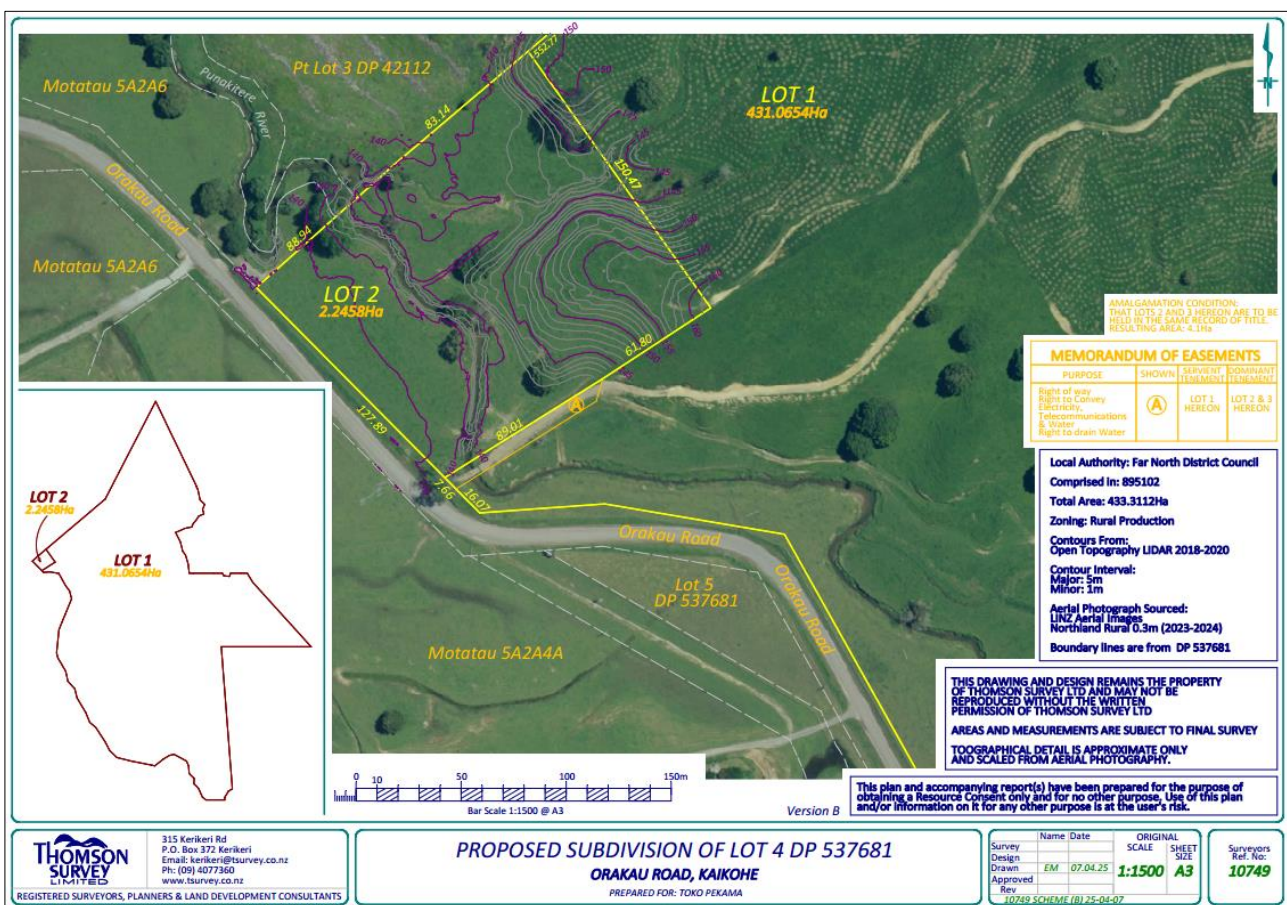 Motatau 5A2A6
Punakitere
River
Pt Lot 3 DP 42112
552.77
150
LOT 1
431.0654Ha
N
83.14
150.47
Orakau Road
Motatau 5A2A6
88.94
LOT 2
2.2458Ha
61.80
89.01
A
127.89
7.66
16.07
Orakau Road
Orakau Road
Lot 5
DP 537681
Motatau 5A2A4A
AMALGAMATION CONDITION:
THAT LOTS 2 AND 3 HEREON ARE TO BE
HELD IN THE SAME RECORD OF TITLE.
RESULTING AREA: 4.1Ha
MEMORANDUM OF EASEMENTS
PURPOSE SHOWN SERVIENT TENEMENT DOMINANT TENEMENT
Right of way
Right to Convey
Electricity,
Telecommunications
& Water
Right to drain Water
A
LOT 1
HEREON
LOT 2 & 3
HEREON
Local Authority: Far North District Council
Comprised in: 895102
Total Area: 433.3112Ha
Zoning: Rural Production
Contours From:
Open Topography LIDAR 2018-2020
Contour Interval:
Major: 5m
Minor: 1m
Aerial Photograph Sourced:
LINZ Aerial Images
Northland Rural 0.3m (2023-2024)
Boundary lines are from DP 537681
THIS DRAWING AND DESIGN REMAINS THE PROPERTY
OF THOMSON SURVEY LTD AND MAY NOT BE
REPRODUCED WITHOUT THE WRITTEN
PERMISSION OF THOMSON SURVEY LTD
AREAS AND MEASUREMENTS ARE SUBJECT TO FINAL SURVEY
TOOGRAPHICAL DETAIL IS APPROXIMATE ONLY
AND SCALED FROM AERIAL PHOTOGRAPHY.
This plan and accompanying report(s) have been prepared for the purpose of
obtaining a Resource Consent only and for no other purpose. Use of this plan
and/or information on it for any other purpose is at the user's risk.
LOT 2
2.2458Ha
LOT 1
431.0654Ha
0 10 50 100 150m
Bar Scale 1:1500 @ A3
Version B
THOMSON
SURVEY
LIMITED
315 Kerikeri Rd
P.O. Box 372 Kerikeri
Email: kerikeri@tsurvey.co.nz
Ph: (09) 4077360
www.tsurvey.co.nz
REGISTERED SURVEYORS, PLANNERS & LAND DEVELOPMENT CONSULTANTS
PROPOSED SUBDIVISION OF LOT 4 DP 537681
ORAKAU ROAD, KAIKOHE
PREPARED FOR: TOKO PEKAMA
Name Date
Survey
Design
Drawn EM 07.04.25
Approved
Rev
10749 SCHEME (B) 25-04-07
ORIGINAL
SCALE SHEET SIZE
1:1500 A3
Surveyors
Ref. No:
10749